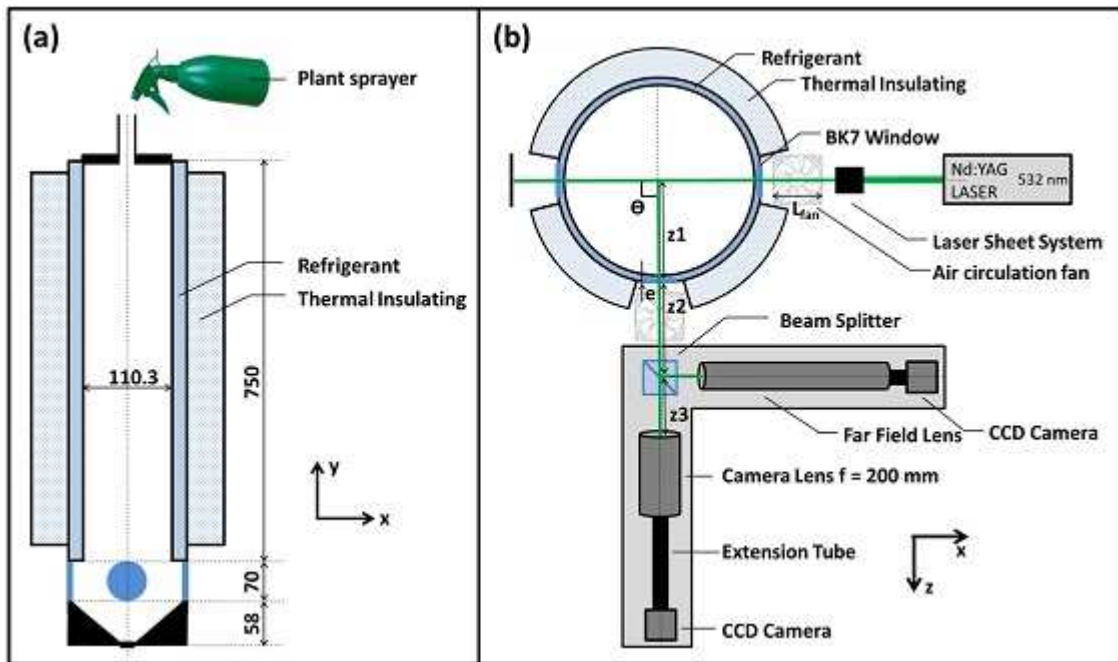 (a)
Plant sprayer
Refrigerant
Thermal Insulating
110.3
750
70
58
y
x
(b)
Refrigerant
Thermal Insulating
BK7 Window
Nd:YAG
LASER
532 nm
Θ
z1
Lfan
Laser Sheet System
Air circulation fan
e
z2
Beam Splitter
z3
Far Field Lens
CCD Camera
Camera Lens f = 200 mm
Extension Tube
x
z
CCD Camera